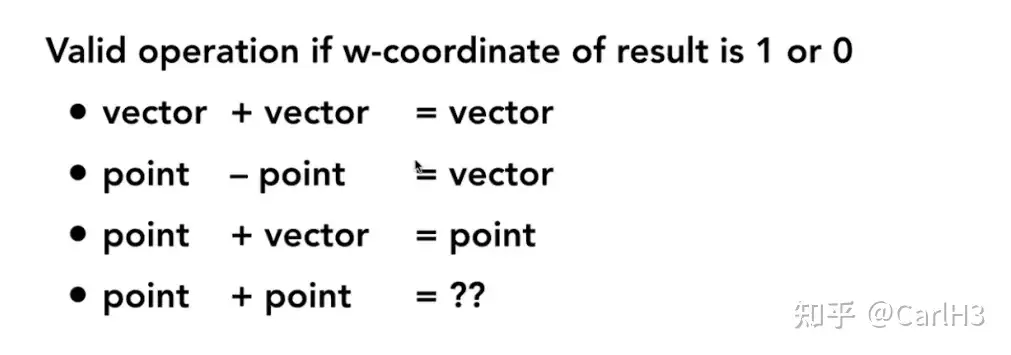 Valid operation if w-coordinate of result is 1 or 0
• vector + vector = vector
• point – point = vector
• point + vector = point
• point + point = ??
知乎 @CarlH3